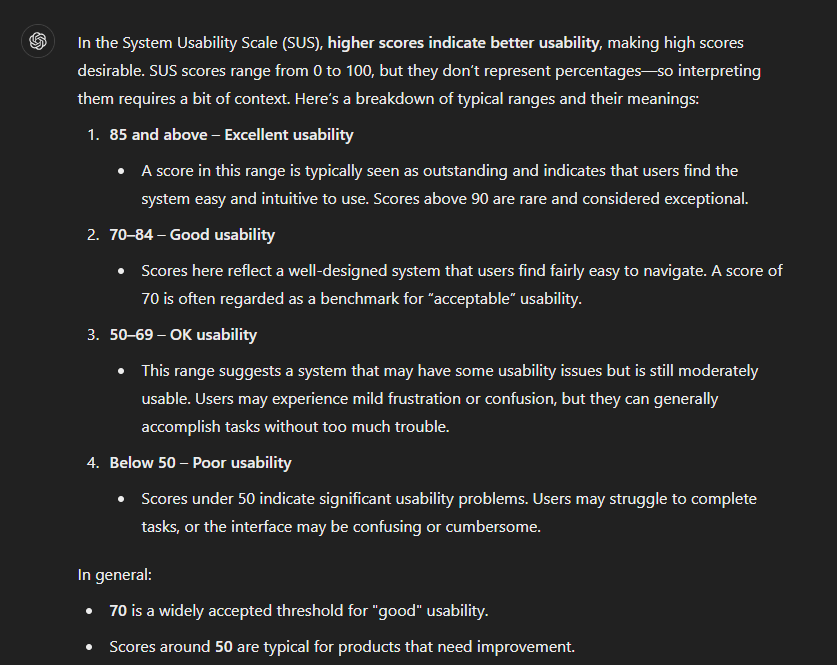 In the System Usability Scale (SUS), higher scores indicate better usability, making high scores
desirable. SUS scores range from 0 to 100, but they don't represent percentages—so interpreting
them requires a bit of context. Here's a breakdown of typical ranges and their meanings:
1. 85 and above – Excellent usability
• A score in this range is typically seen as outstanding and indicates that users find the
system easy and intuitive to use. Scores above 90 are rare and considered exceptional.
2. 70–84 – Good usability
• Scores here reflect a well-designed system that users find fairly easy to navigate. A score of
70 is often regarded as a benchmark for "acceptable" usability.
3. 50–69 – OK usability
• This range suggests a system that may have some usability issues but is still moderately
usable. Users may experience mild frustration or confusion, but they can generally
accomplish tasks without too much trouble.
4. Below 50 – Poor usability
• Scores under 50 indicate significant usability problems. Users may struggle to complete
tasks, or the interface may be confusing or cumbersome.
In general:
• 70 is a widely accepted threshold for "good" usability.
• Scores around 50 are typical for products that need improvement.